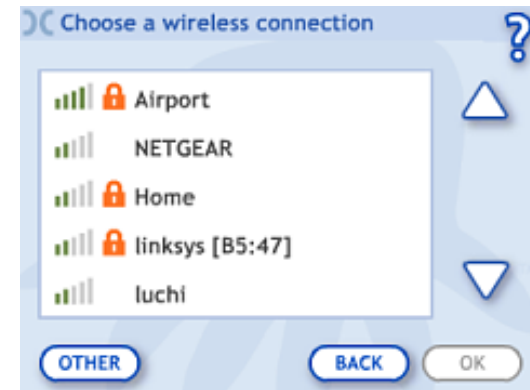 Choose a wireless connection
?
Airport
NETGEAR
Home
linksys [B5:47]
luchi
OTHER BACK OK